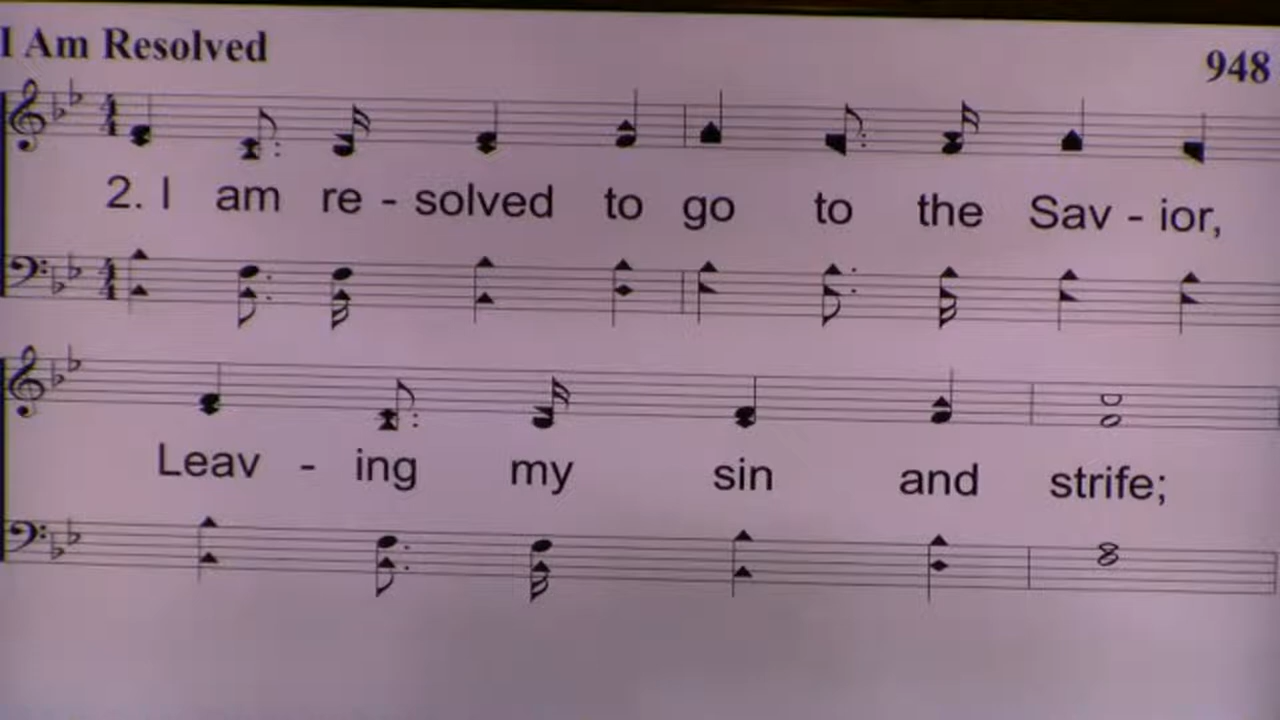 I Am Resolved
948
2. I am re - solved to go to the Sav - ior,
Leav - ing my sin and strife;